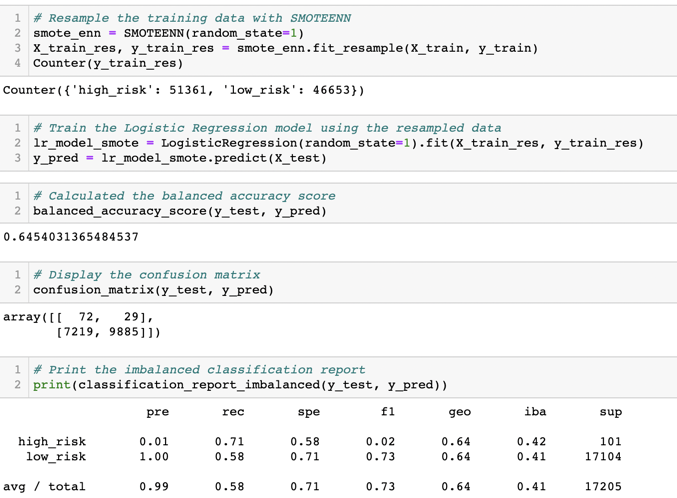 1 # Resample the training data with SMOTEENN
2 smote_enn = SMOTEENN(random_state=1)
3 X_train_res, y_train_res = smote_enn.fit_resample(X_train, y_train)
4 Counter(y_train_res)
Counter({'high_risk': 51361, 'low_risk': 46653})
1 # Train the Logistic Regression model using the resampled data
2 lr_model_smote = LogisticRegression(random_state=1).fit(X_train_res, y_train_res)
3 y_pred = lr_model_smote.predict(X_test)
1 # Calculated the balanced accuracy score
2 balanced_accuracy_score(y_test, y_pred)
0.6454031365484537
1 # Display the confusion matrix
2 confusion_matrix(y_test, y_pred)
array([[  72,   29],
       [7219, 9885]])
1 # Print the imbalanced classification report
2 print(classification_report_imbalanced(y_test, y_pred))
pre rec spe f1 geo iba sup
high_risk 0.01 0.71 0.58 0.02 0.64 0.42 101
low_risk 1.00 0.58 0.71 0.73 0.64 0.41 17104
avg / total 0.99 0.58 0.71 0.73 0.64 0.41 17205